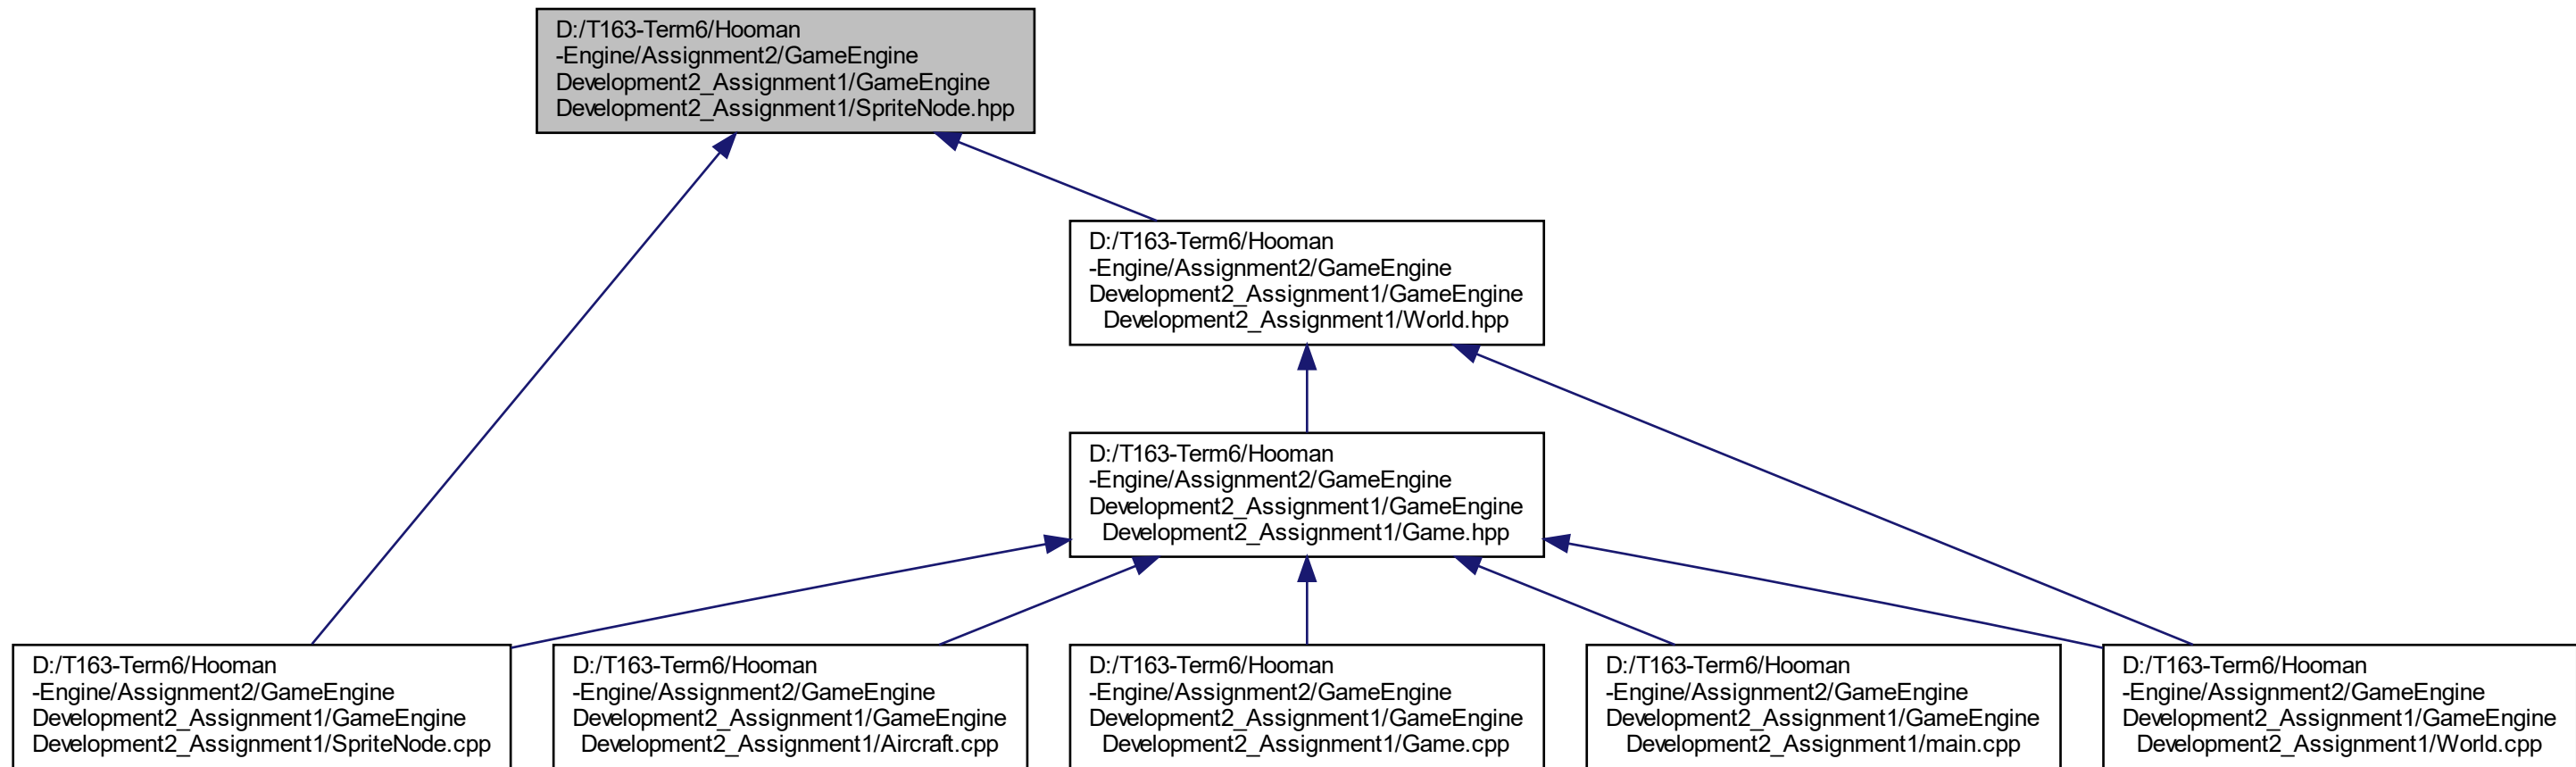 D:/T163-Term6/Hooman
-Engine/Assignment2/GameEngine
Development2_Assignment1/GameEngine
Development2_Assignment1/SpriteNode.hpp
D:/T163-Term6/Hooman
-Engine/Assignment2/GameEngine
Development2_Assignment1/GameEngine
Development2_Assignment1/World.hpp
D:/T163-Term6/Hooman
-Engine/Assignment2/GameEngine
Development2_Assignment1/GameEngine
Development2_Assignment1/Game.hpp
D:/T163-Term6/Hooman
-Engine/Assignment2/GameEngine
Development2_Assignment1/GameEngine
Development2_Assignment1/SpriteNode.cpp
D:/T163-Term6/Hooman
-Engine/Assignment2/GameEngine
Development2_Assignment1/GameEngine
Development2_Assignment1/Aircraft.cpp
D:/T163-Term6/Hooman
-Engine/Assignment2/GameEngine
Development2_Assignment1/GameEngine
Development2_Assignment1/Game.cpp
D:/T163-Term6/Hooman
-Engine/Assignment2/GameEngine
Development2_Assignment1/GameEngine
Development2_Assignment1/main.cpp
D:/T163-Term6/Hooman
-Engine/Assignment2/GameEngine
Development2_Assignment1/GameEngine
Development2_Assignment1/World.cpp